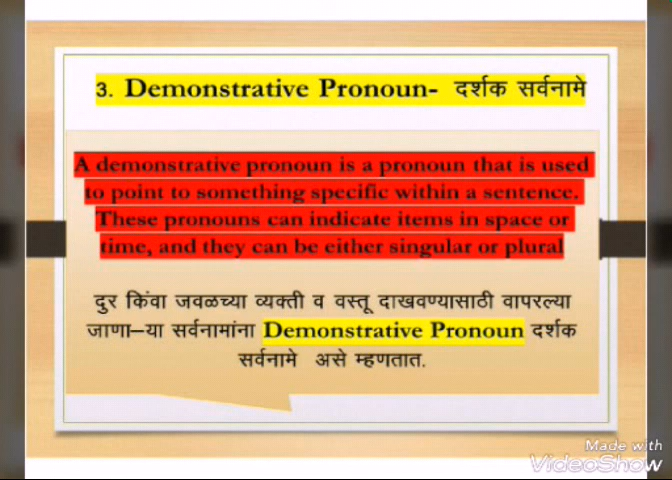 3. Demonstrative Pronoun- दर्शक सर्वनामे
A demonstrative pronoun is a pronoun that is used
to point to something specific within a sentence.
These pronouns can indicate items in space or
time, and they can be either singular or plural
दुर किंवा जवळच्या व्यक्ती व वस्तू दाखवण्यासाठी वापरल्या
जाणा–या सर्वनामांना Demonstrative Pronoun दर्शक
सर्वनामे असे म्हणतात.
Made with
VideoShow